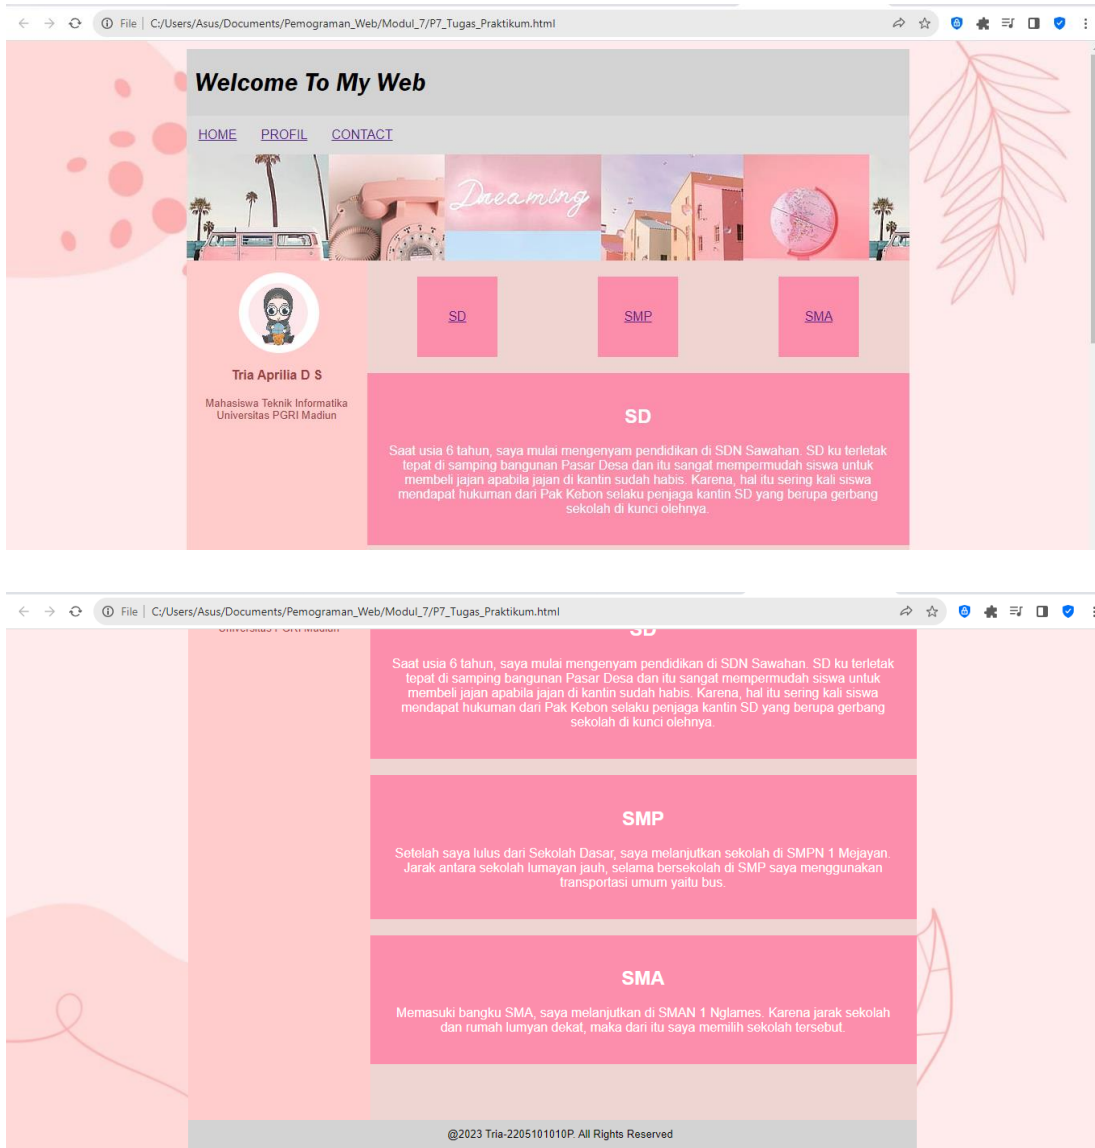 File | C:/Users/Asus/Documents/Pemograman_Web/Modul_7/P7_Tugas_Praktikum.html
Welcome To My Web
HOME PROFIL CONTACT
Dreaming
SD SMP SMA
Tria Aprilia D S
Mahasiswa Teknik Informatika
Universitas PGRI Madiun
SD
Saat usia 6 tahun, saya mulai mengenyam pendidikan di SDN Sawahan. SD ku terletak
tepat di samping bangunan Pasar Desa dan itu sangat mempermudah siswa untuk
membeli jajan apabila jajan di kantin sudah habis. Karena, hal itu sering kali siswa
mendapat hukuman dari Pak Kebon selaku penjaga kantin SD yang berupa gerbang
sekolah di kunci olehnya.
File | C:/Users/Asus/Documents/Pemograman_Web/Modul_7/P7_Tugas_Praktikum.html
Universitas PGRI Madiun
SD
Saat usia 6 tahun, saya mulai mengenyam pendidikan di SDN Sawahan. SD ku terletak
tepat di samping bangunan Pasar Desa dan itu sangat mempermudah siswa untuk
membeli jajan apabila jajan di kantin sudah habis. Karena, hal itu sering kali siswa
mendapat hukuman dari Pak Kebon selaku penjaga kantin SD yang berupa gerbang
sekolah di kunci olehnya.
SMP
Setelah saya lulus dari Sekolah Dasar, saya melanjutkan sekolah di SMPN 1 Mejayan.
Jarak antara sekolah lumayan jauh, selama bersekolah di SMP saya menggunakan
transportasi umum yaitu bus.
SMA
Memasuki bangku SMA, saya melanjutkan di SMAN 1 Nglames. Karena jarak sekolah
dan rumah lumyan dekat, maka dari itu saya memilih sekolah tersebut.
@2023 Tria-2205101010P. All Rights Reserved